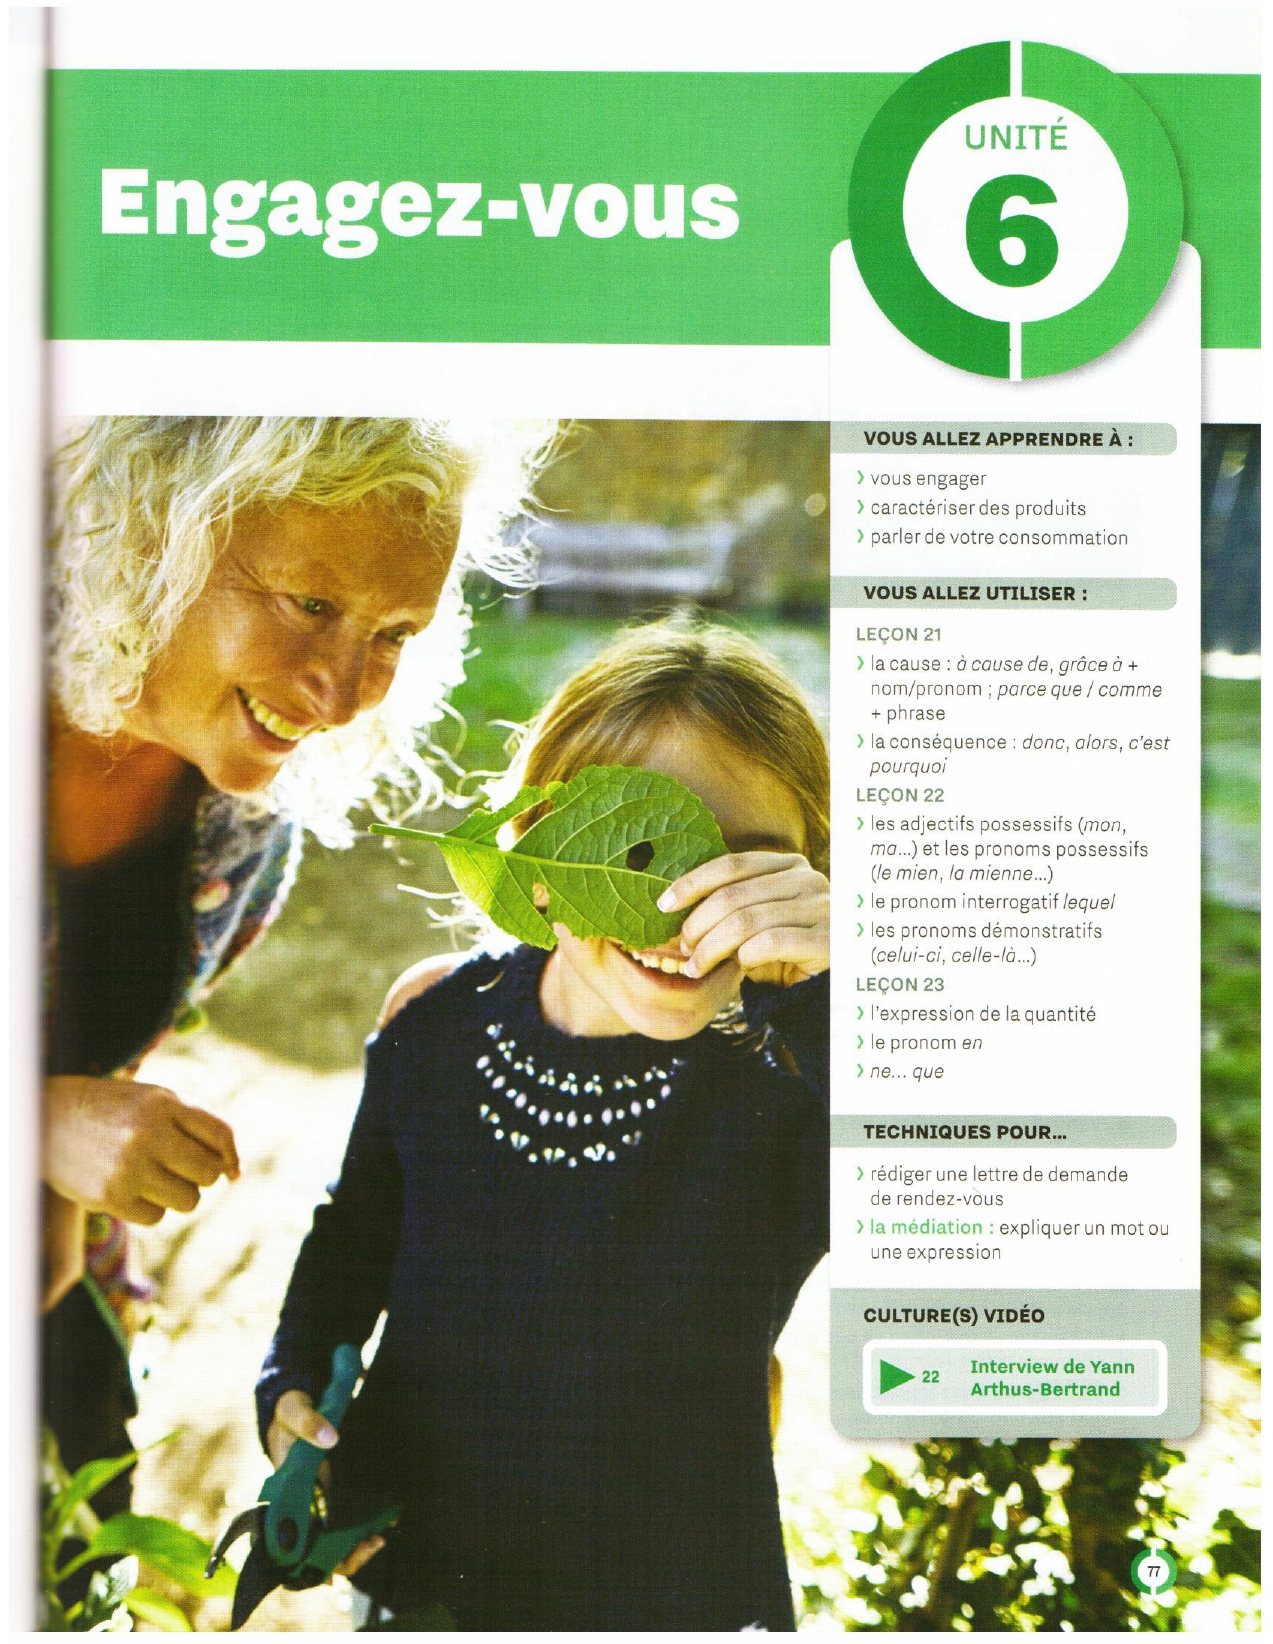 UNITÉ
6
Engagez-vous
VOUS ALLEZ APPRENDRE À :
❯ vous engager
❯ caractériser des produits
❯ parler de votre consommation
VOUS ALLEZ UTILISER :
LEÇON 21
❯ la cause : à cause de, grâce à +
nom/pronom ; parce que / comme
+ phrase
❯ la conséquence : donc, alors, c'est
pourquoi
LEÇON 22
❯ les adjectifs possessifs (mon,
ma...) et les pronoms possessifs
(le mien, la mienne...)
❯ le pronom interrogatif lequel
❯ les pronoms démonstratifs
(celui-ci, celle-là...)
LEÇON 23
❯ l'expression de la quantité
❯ le pronom en
❯ ne... que
TECHNIQUES POUR...
❯ rédiger une lettre de demande
de rendez-vous
❯ la médiation : expliquer un mot ou
une expression
CULTURE(S) VIDÉO
22 Interview de Yann
Arthus-Bertrand
77